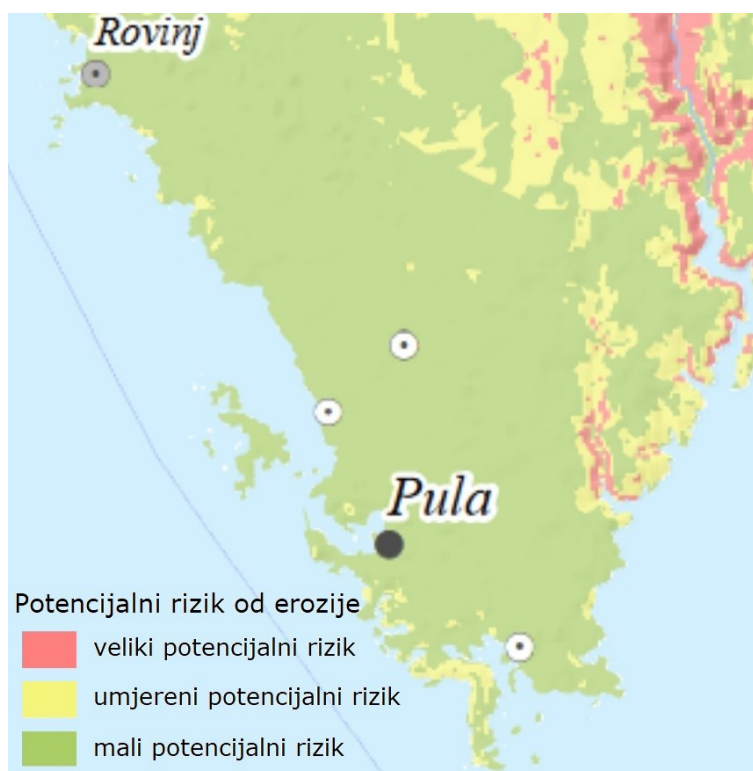 Rovinj
Pula
Potencijalni rizik od erozije
veliki potencijalni rizik
umjereni potencijalni rizik
mali potencijalni rizik